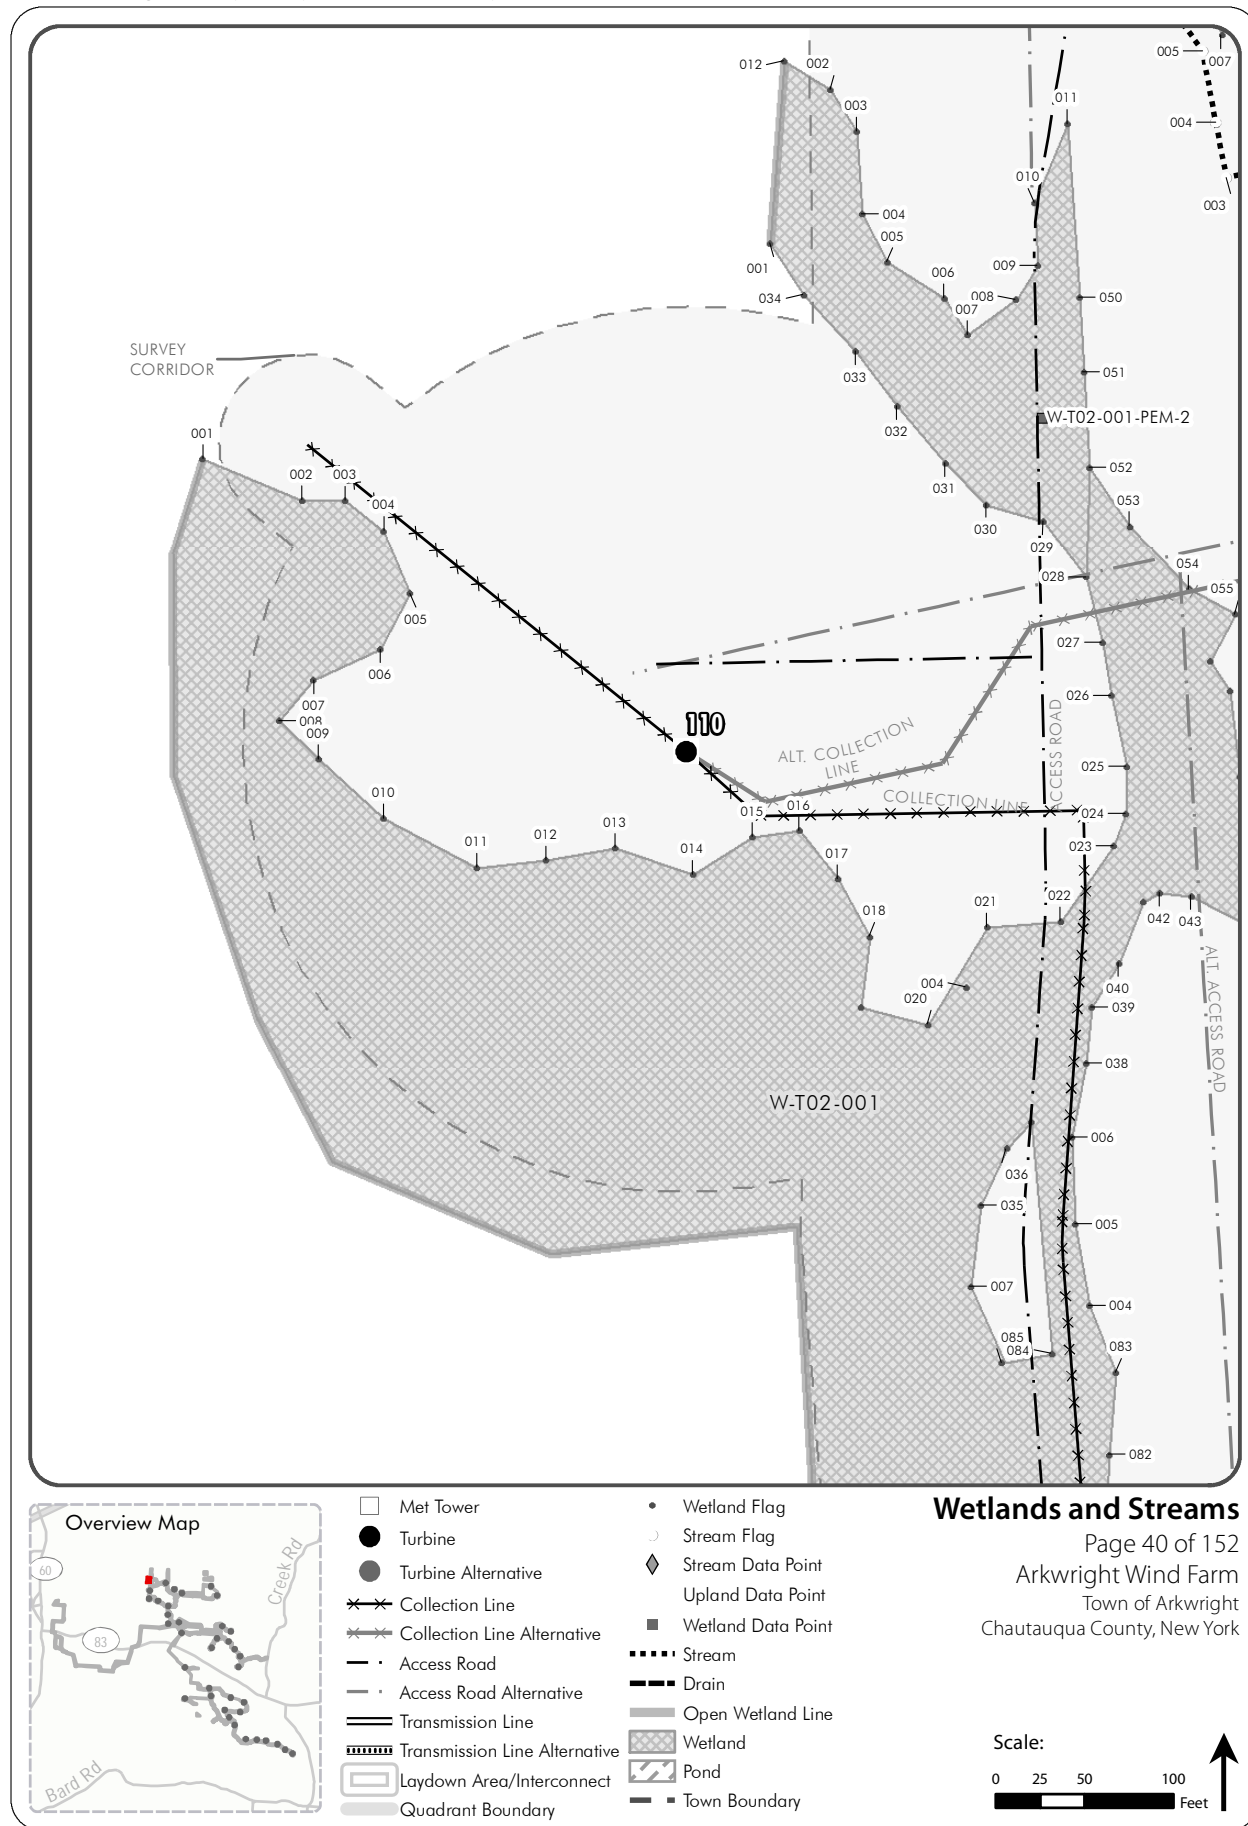 012
002
003
011
005
007
004
003
010
004
005
001
034
009
006
008
007
050
SURVEY
CORRIDOR
033
051
032
W-T02-001-PEM-2
001
002
003
004
031
052
053
030
029
028
054
055
005
006
027
007
008
009
026
110
ALT. COLLECTION
LINE
ACCESS ROAD
025
COLLECTION LINE
010
015
016
024
011
012
013
014
023
017
018
021
022
042
043
004
020
040
039
ALT. ACCESS ROAD
038
W-T02-001
006
036
035
005
007
004
085
084
083
082
Overview Map
60
83
Creek Rd
Bard Rd
Met Tower
Turbine
Turbine Alternative
Collection Line
Collection Line Alternative
Access Road
Access Road Alternative
Transmission Line
Transmission Line Alternative
Laydown Area/Interconnect
Quadrant Boundary
Wetland Flag
Stream Flag
Stream Data Point
Upland Data Point
Wetland Data Point
Stream
Drain
Open Wetland Line
Wetland
Pond
Town Boundary
Wetlands and Streams
Page 40 of 152
Arkwright Wind Farm
Town of Arkwright
Chautauqua County, New York
Scale:
0 25 50 100
Feet